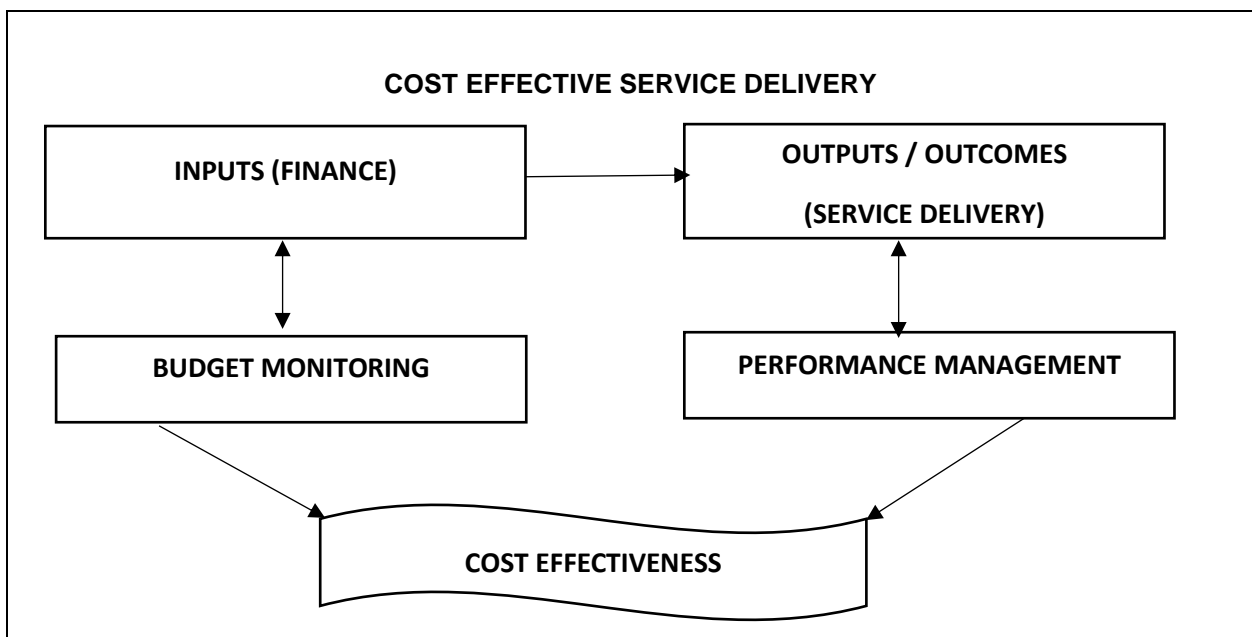 COST EFFECTIVE SERVICE DELIVERY
INPUTS (FINANCE)
OUTPUTS / OUTCOMES
(SERVICE DELIVERY)
BUDGET MONITORING
PERFORMANCE MANAGEMENT
COST EFFECTIVENESS